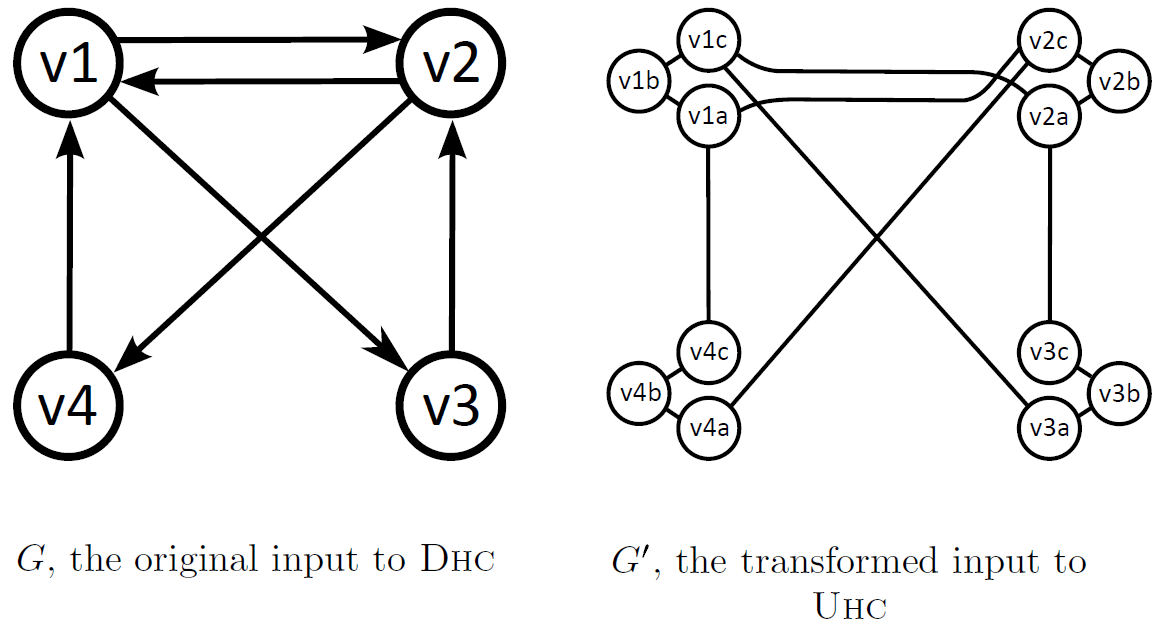 v1
v2
v4
v3
v1c
v1b
v1a
v2c
v2b
v2a
v4c
v4b
v4a
v3c
v3b
v3a
G, the original input to DHC
G′, the transformed input to
UHC